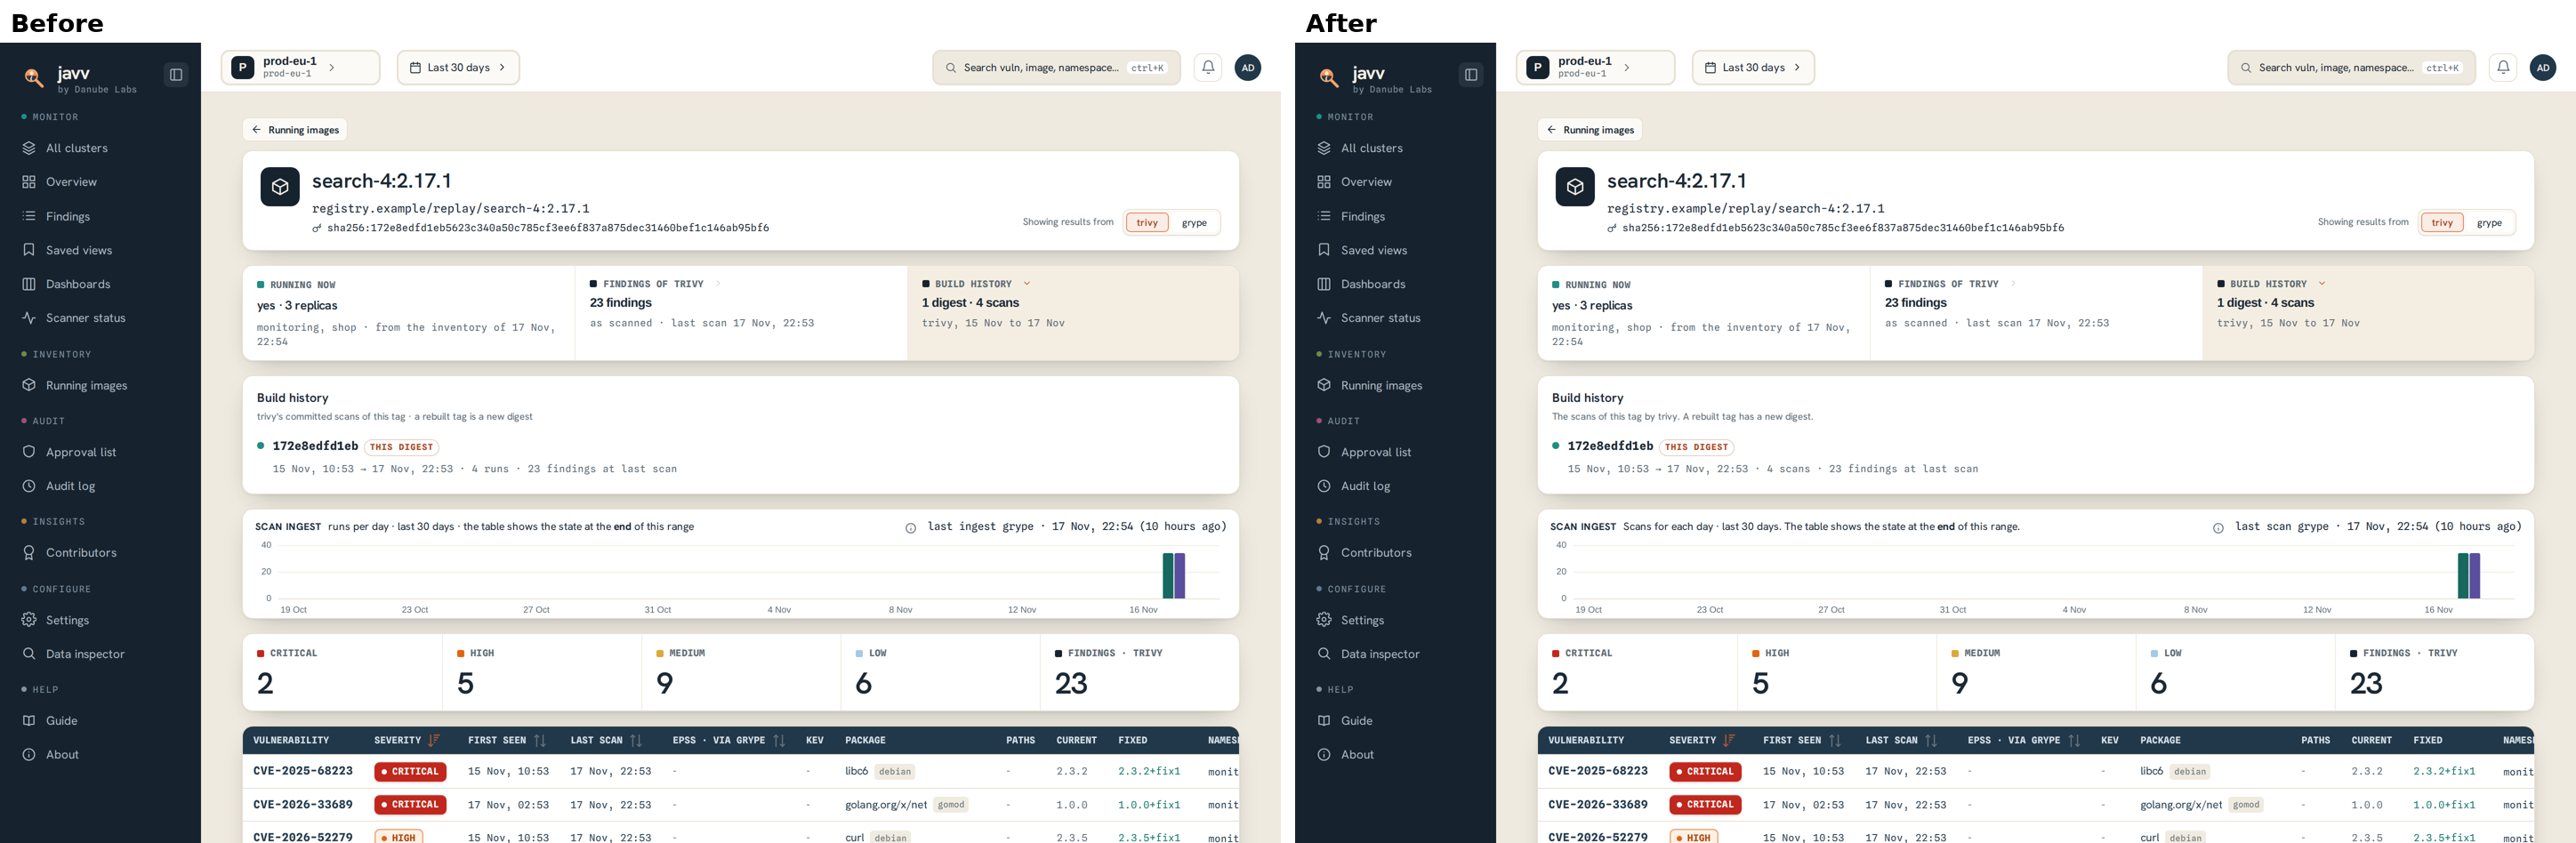 Before
javv
by Danube Labs
MONITOR
All clusters
Overview
Findings
Saved views
Dashboards
Scanner status
INVENTORY
Running images
AUDIT
Approval list
Audit log
INSIGHTS
Contributors
CONFIGURE
Settings
Data inspector
HELP
Guide
About
P prod-eu-1
prod-eu-1
Last 30 days
Search vuln, image, namespace... ctrl+K
AD
Running images
search-4:2.17.1
registry.example/replay/search-4:2.17.1
sha256:172e8edfd1eb5623c340a50c785cf3ee6f837a875dec31460bef1c146ab95bf6
Showing results from trivy grype
RUNNING NOW
yes · 3 replicas
monitoring, shop · from the inventory of 17 Nov,
22:54
FINDINGS OF TRIVY
23 findings
as scanned · last scan 17 Nov, 22:53
BUILD HISTORY
1 digest · 4 scans
trivy, 15 Nov to 17 Nov
Build history
trivy's committed scans of this tag · a rebuilt tag is a new digest
172e8edfd1eb THIS DIGEST
15 Nov, 10:53 → 17 Nov, 22:53 · 4 runs · 23 findings at last scan
SCAN INGEST runs per day · last 30 days · the table shows the state at the end of this range
last ingest grype · 17 Nov, 22:54 (10 hours ago)
40
20
0
19 Oct 23 Oct 27 Oct 31 Oct 4 Nov 8 Nov 12 Nov 16 Nov
CRITICAL
2
HIGH
5
MEDIUM
9
LOW
6
FINDINGS · TRIVY
23
VULNERABILITY SEVERITY FIRST SEEN LAST SCAN EPSS · VIA GRYPE KEV PACKAGE PATHS CURRENT FIXED NAMES
CVE-2025-68223 CRITICAL 15 Nov, 10:53 17 Nov, 22:53 - - libc6 debian - 2.3.2 2.3.2+fix1 monit
CVE-2026-33689 CRITICAL 17 Nov, 02:53 17 Nov, 22:53 - - golang.org/x/net gomod - 1.0.0 1.0.0+fix1 monit
CVE-2026-52279 HIGH 15 Nov, 10:53 17 Nov, 22:53 - - curl debian - 2.3.5 2.3.5+fix1 monit
After
javv
by Danube Labs
MONITOR
All clusters
Overview
Findings
Saved views
Dashboards
Scanner status
INVENTORY
Running images
AUDIT
Approval list
Audit log
INSIGHTS
Contributors
CONFIGURE
Settings
Data inspector
HELP
Guide
About
P prod-eu-1
prod-eu-1
Last 30 days
Search vuln, image, namespace... ctrl+K
AD
Running images
search-4:2.17.1
registry.example/replay/search-4:2.17.1
sha256:172e8edfd1eb5623c340a50c785cf3ee6f837a875dec31460bef1c146ab95bf6
Showing results from trivy grype
RUNNING NOW
yes · 3 replicas
monitoring, shop · from the inventory of 17 Nov,
22:54
FINDINGS OF TRIVY
23 findings
as scanned · last scan 17 Nov, 22:53
BUILD HISTORY
1 digest · 4 scans
trivy, 15 Nov to 17 Nov
Build history
The scans of this tag by trivy. A rebuilt tag has a new digest.
172e8edfd1eb THIS DIGEST
15 Nov, 10:53 → 17 Nov, 22:53 · 4 scans · 23 findings at last scan
SCAN INGEST Scans for each day · last 30 days. The table shows the state at the end of this range.
last scan grype · 17 Nov, 22:54 (10 hours ago)
40
20
0
19 Oct 23 Oct 27 Oct 31 Oct 4 Nov 8 Nov 12 Nov 16 Nov
CRITICAL
2
HIGH
5
MEDIUM
9
LOW
6
FINDINGS · TRIVY
23
VULNERABILITY SEVERITY FIRST SEEN LAST SCAN EPSS · VIA GRYPE KEV PACKAGE PATHS CURRENT FIXED NAMES
CVE-2025-68223 CRITICAL 15 Nov, 10:53 17 Nov, 22:53 - - libc6 debian - 2.3.2 2.3.2+fix1 monit
CVE-2026-33689 CRITICAL 17 Nov, 02:53 17 Nov, 22:53 - - golang.org/x/net gomod - 1.0.0 1.0.0+fix1 monit
CVE-2026-52279 HIGH 15 Nov, 10:53 17 Nov, 22:53 - - curl debian - 2.3.5 2.3.5+fix1 monit